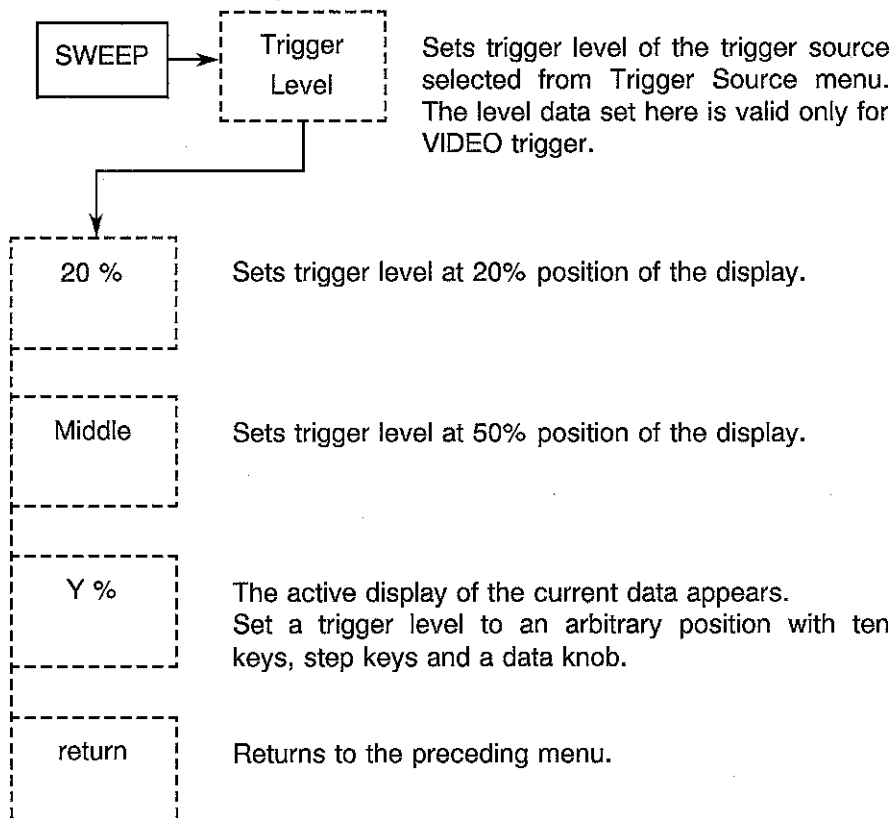 SWEEP
Trigger
Level
Sets trigger level of the trigger source
selected from Trigger Source menu.
The level data set here is valid only for
VIDEO trigger.
20 %
Sets trigger level at 20% position of the display.
Middle
Sets trigger level at 50% position of the display.
Y %
The active display of the current data appears.
Set a trigger level to an arbitrary position with ten
keys, step keys and a data knob.
return
Returns to the preceding menu.